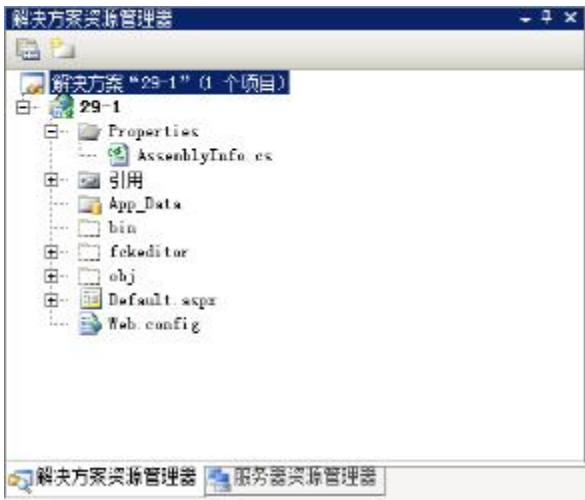 解决方案资源管理器
解决方案“29-1”(1 个项目)
29-1
Properties
AssemblyInfo.cs
引用
App_Data
bin
fckeditor
obj
Default.aspx
Web.config
解决方案资源管理器 服务器资源管理器